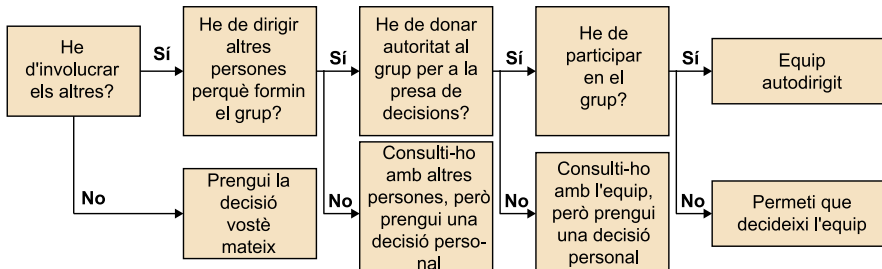 He
d'involucrar
els altres?
Sí
He de dirigir
altres
persones
perquè formin
el grup?
Sí
He de donar
autoritat al
grup per a la
presa de
decisions?
Sí
He de
participar
en el
grup?
Sí
Equip
autodirigit
No
Prengui la
decisió
vostè
mateix
No
Consulti-ho
amb altres
persones, però
prengui una
decisió perso-
nal
No
Consulti-ho
amb l'equip,
però prengui
una decisió
personal
No
Permeti que
decideixi l'equip